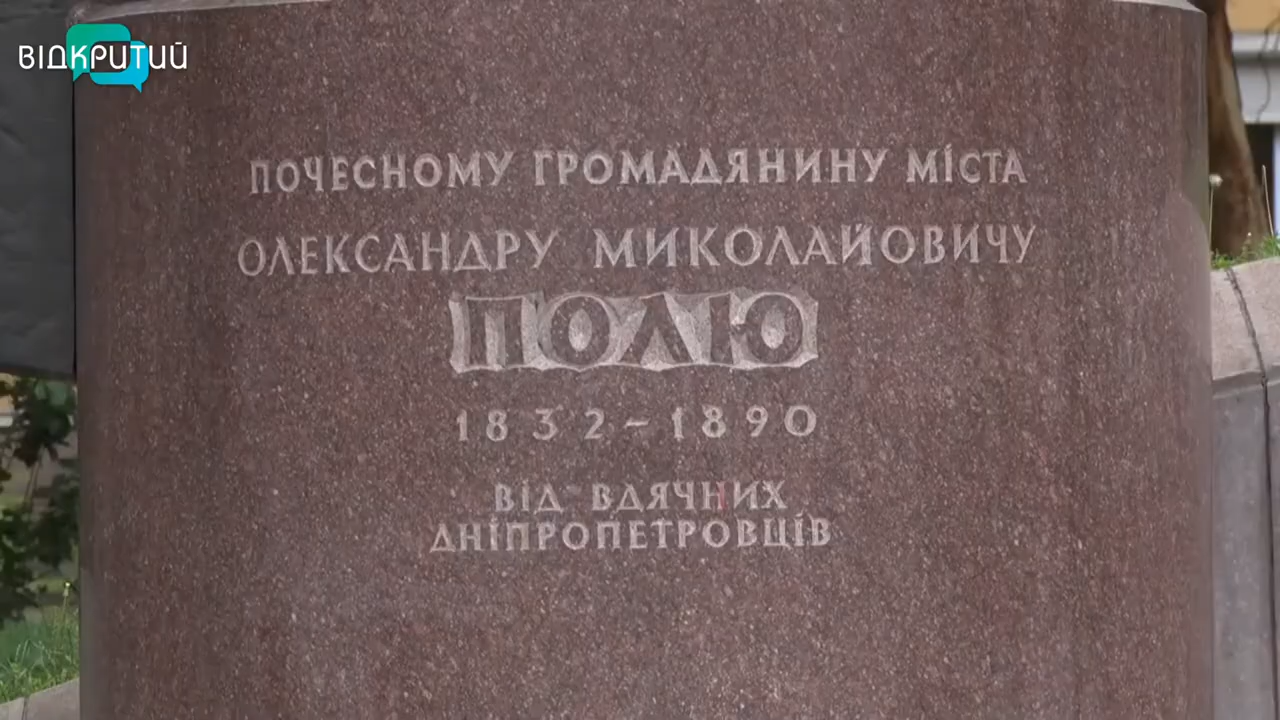 ВІДКРИТИЙ
ПОЧЕСНОМУ ГРОМАДЯНИНУ МІСТА
ОЛЕКСАНДРУ МИКОЛАЙОВИЧУ
ПОЛЮ
1832-1890
ВІД ВДЯЧНИХ
ДНІПРОПЕТРОВЦІВ